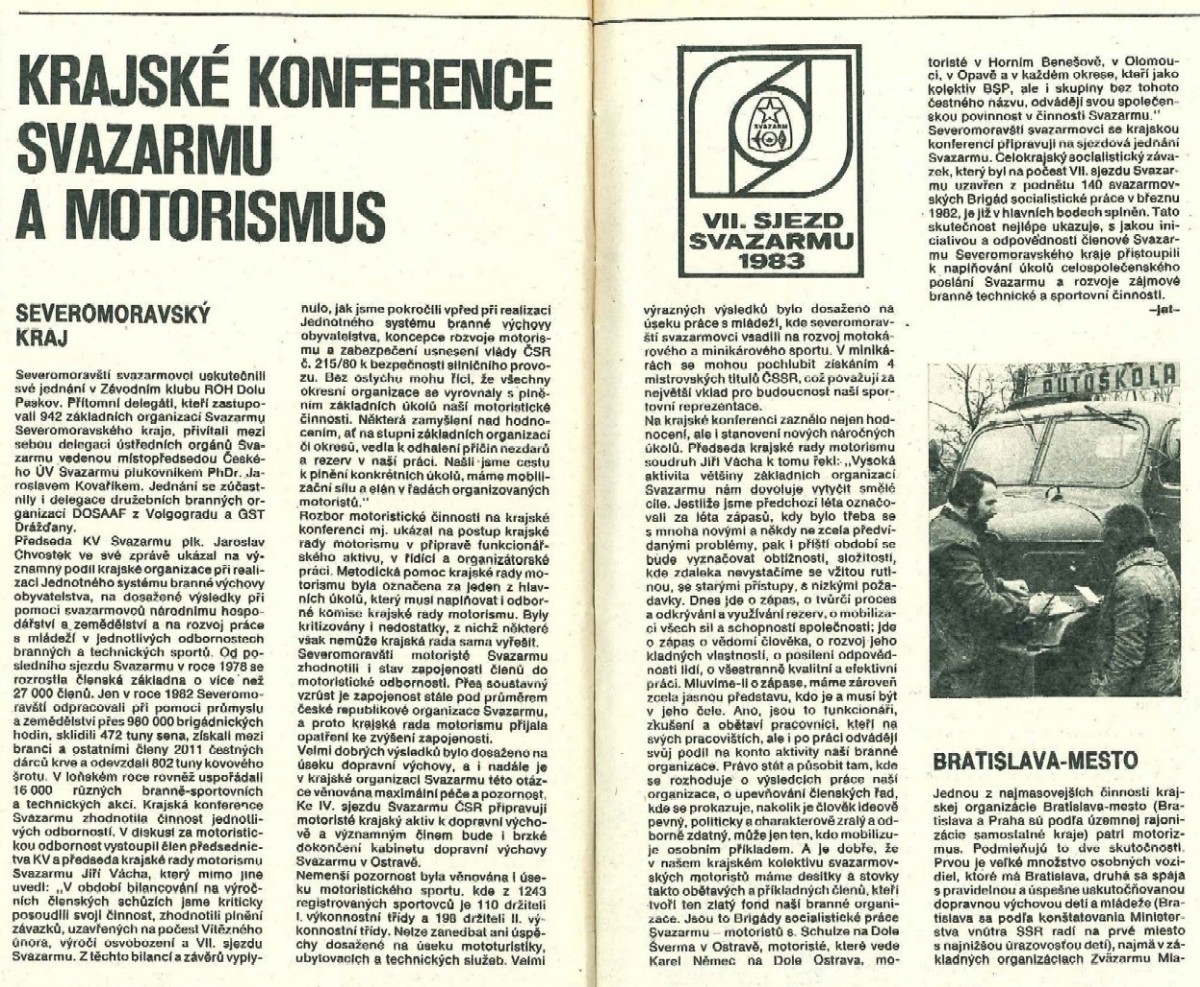 KRAJSKÉ KONFERENCE
SVAZARMU
A MOTORISMUS
SEVEROMORAVSKÝ
KRAJ
Severomoravští svazarmovci uskutečnili
své jednání v Závodním klubu ROH Dolu
Paskov. Přítomní delegáti, kteří zastupo-
vali 942 základních organizací Svazarmu
Severomoravského kraje, přivítali mezi
sebou delegaci ústředních orgánů Sva-
zarmu vedenou místopředsedou České-
ho ÚV Svazarmu plukovníkem PhDr. Ja-
roslavem Kovaříkem. Jednání se zúčast-
nily i delegace družebních branných or-
ganizací DOSAAF z Volgogradu a GST
Drážďany.
Předseda KV Svazarmu plk. Jaroslav
Chvostek ve své zprávě ukázal na vý-
znamný podíl krajské organizace při reali-
zaci Jednotného systému branné výchovy
obyvatelstva, na dosažené výsledky při
pomoci svazarmovců národnímu hospo-
dářství a zemědělství a na rozvoj práce
s mládeží v jednotlivých odbornostech
branných a technických sportů. Od po-
sledního sjezdu Svazarmu v roce 1978 se
rozrostla členská základna o více než
27 000 členů. Jen v roce 1982 Severomo-
ravští odpracovali při pomoci průmyslu
a zemědělství přes 980 000 brigádnických
hodin, sklidili 472 tuny sena, získali mezi
branci a ostatními členy 2011 čestných
dárců krve a odevzdali 802 tuny kovového
šrotu. V loňském roce rovněž uspořádali
16 000 různých branně-sportovních
a technických akcí. Krajská konference
Svazarmu zhodnotila činnost jednotli-
vých odborností. V diskusi za motoristic-
kou odbornost vystoupil člen předsednic-
tva KV a předseda krajské rady motorismu
Svazarmu Jiří Vácha, který mimo jiné
uvedl: „V období bilancování na výroč-
ních členských schůzích jsme kriticky
posoudili svoji činnost, zhodnotili plnění
závazků, uzavřených na počest Vítězného
února, výročí osvobození a VII. sjezdu
Svazarmu. Z těchto bilancí a závěrů vyply-
nulo, jak jsme pokročili vpřed při realizaci
Jednotného systému branné výchovy
obyvatelstva, koncepce rozvoje motoris-
mu a zabezpečení usnesení vlády ČSR
č. 215/80 k bezpečnosti silničního provo-
zu. Bez ostychu mohu říci, že všechny
okresní organizace se vyrovnaly s plně-
ním základních úkolů naší motoristické
činnosti. Některá zamyšlení nad hodno-
cením, ať na stupni základních organizací
či okresů, vedla k odhalení příčin nezdarů
a rezerv v naší práci. Našli jsme cestu
k plnění konkrétních úkolů, máme mobili-
zační sílu a elán v řadách organizovaných
motoristů.“
Rozbor motoristické činnosti na krajské
konferenci mj. ukázal na postup krajské
rady motorismu v přípravě funkcionář-
ského aktivu, v řídící a organizátorské
práci. Metodická pomoc krajské rady mo-
torismu byla označena za jeden z hlav-
ních úkolů, který musí naplňovat i odbor-
né komise krajské rady motorismu. Byly
kritizovány i nedostatky, z nichž některé
však nemůže krajská rada sama vyřešit.
Severomoravští motoristé Svazarmu
zhodnotili i stav zapojenosti členů do
motoristické odbornosti. Přes soustavný
vzrůst je zapojenost stále pod průměrem
české republikové organizace Svazarmu,
a proto krajská rada motorismu přijala
opatření ke zvýšení zapojenosti.
Velmi dobrých výsledků bylo dosaženo na
úseku dopravní výchovy, a i nadále je
v krajské organizaci Svazarmu této otáz-
ce věnována maximální péče a pozornost.
Ke IV. sjezdu Svazarmu ČSR připravují
motoristé krajský aktiv k dopravní výcho-
vě a významným činem bude i brzké
dokončení kabinetu dopravní výchovy
Svazarmu v Ostravě.
Nemenší pozornost byla věnována i úse-
ku motoristického sportu, kde z 1243
registrovaných sportovců je 110 držiteli
I. výkonnostní třídy a 198 držiteli II. vý-
konnostní třídy. Nelze zanedbat ani úspě-
chy dosažené na úseku mototuristiky,
ubytovacích a technických služeb. Velmi
SVAZARM
VII. SJEZD
SVAZARMU
1983
výrazných výsledků bylo dosaženo na
úseku práce s mládeží, kde severomorav-
ští svazarmovci vsadili na rozvoj motoká-
rového a minikárového sportu. V miniká-
rách se mohou pochlubit získáním 4
mistrovských titulů ČSSR, což považují za
největší vklad pro budoucnost naší spor-
tovní reprezentace.
Na krajské konferenci zaznělo nejen hod-
nocení, ale i stanovení nových náročných
úkolů. Předseda krajské rady motorismu
soudruh Jiří Vácha k tomu řekl: „Vysoká
aktivita většiny základních organizací
Svazarmu nám dovoluje vytyčit smělé
cíle. Jestliže jsme předchozí léta označo-
vali za léta zápasů, kdy bylo třeba se
s mnoha novými a někdy ne zcela předví-
danými problémy, pak i příští období se
bude vyznačovat obtížností, složitostí,
kde zdaleka nevystačíme se vžitou ruti-
nou, se starými přístupy, s nízkými poža-
davky. Dnes jde o zápas, o tvůrčí proces
a odkrývání a využívání rezerv, o mobiliza-
ci všech sil a schopností společnosti; jde
o zápas o vědomí člověka, o rozvoj jeho
kladných vlastností, o posílení odpověd-
nosti lidí, o všestranně kvalitní a efektivní
práci. Mluvíme-li o zápase, máme zároveň
zcela jasnou představu, kdo je a musí být
v jeho čele. Ano, jsou to funkcionáři,
zkušení a obětaví pracovníci, kteří na
svých pracovištích, ale i po práci odvádějí
svůj podíl na konto aktivity naší branné
organizace. Právo stát a působit tam, kde
se rozhoduje o výsledcích práce naší
organizace, o upevňování členských řad,
kde se prokazuje, nakolik je člověk ideově
pevný, politicky a charakterově zralý a od-
borně zdatný, může jen ten, kdo mobilizu-
je osobním příkladem. A je dobře, že
v našem krajském kolektivu svazarmov-
ských motoristů máme desítky a stovky
takto obětavých a příkladných členů, kteří
tvoří ten zlatý fond naší branné organi-
zace. Jsou to Brigády socialistické práce
Svazarmu – motoristů s. Schulze na Dole
Šverma v Ostravě, motoristé, které vede
Karel Němec na Dole Ostrava, mo-
toristé v Horním Benešově, v Olomou-
ci, v Opavě a v každém okrese, kteří jako
kolektiv BSP, ale i skupiny bez tohoto
čestného názvu, odvádějí svou společen-
skou povinnost v činnosti Svazarmu.“
Severomoravští svazarmovci se krajskou
konferencí připravují na sjezdová jednání
Svazarmu. Celokrajský socialistický záva-
zek, který byl na počest VII. sjezdu Svazar-
mu uzavřen z podnětu 140 svazarmov-
ských Brigád socialistické práce v březnu
1982, je již v hlavních bodech splněn. Tato
skutečnost nejlépe ukazuje, s jakou ini-
ciativou a odpovědností členové Svazar-
mu Severomoravského kraje přistoupili
k naplňování úkolů celospolečenského
poslání Svazarmu a rozvoje zájmové
branně technické a sportovní činnosti.
–jet–
AUTOŠKOLA
BRATISLAVA-MESTO
Jednou z najmasovejších činností kraj-
skej organizácie Bratislava-mesto (Bra-
tislava a Praha sú podľa územnej rajoni-
zácie samostatné kraje) patrí motoriz-
mus. Podmieňujú to dve skutočnosti.
Prvou je veľké množstvo osobných vozi-
diel, ktoré má Bratislava, druhá sa spája
s pravidelnou a úspešne uskutočňovanou
dopravnou výchovou detí a mládeže (Bra-
tislava sa podľa konštatovania Minister-
stva vnútra SSR radí na prvé miesto
s najnižšou úrazovosťou detí), najmä v zá-
kladných organizáciach Zväzarmu Mla-